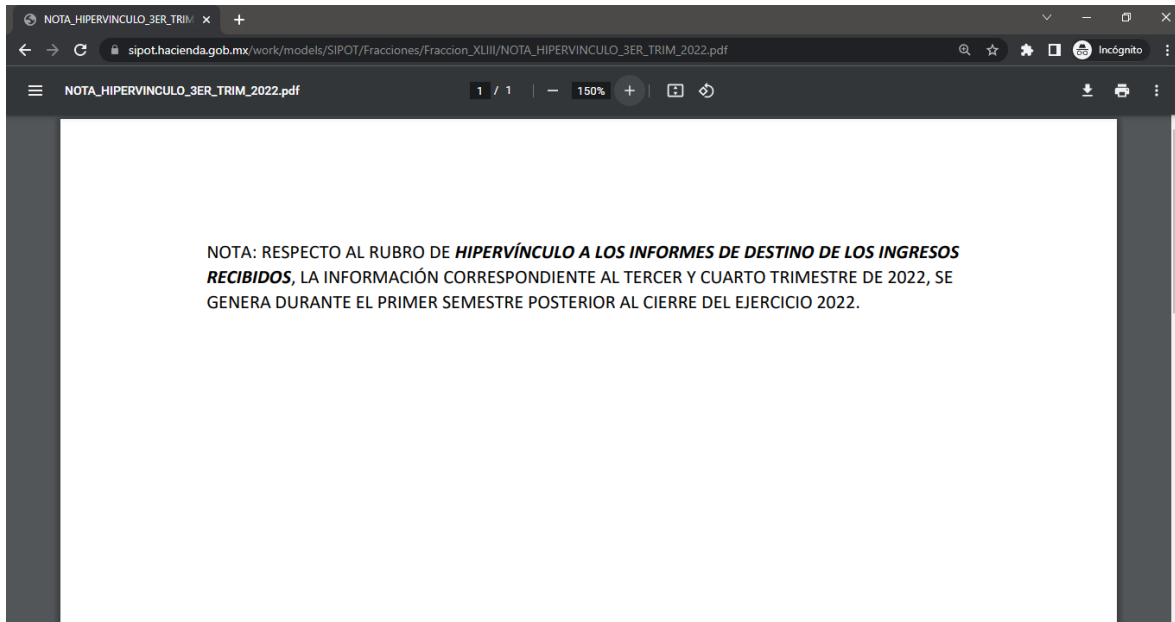 NOTA_HIPERVINCULO_3ER_TRIM
sipot.hacienda.gob.mx/work/models/SIPOT/Fracciones/Fraccion_XLIII/NOTA_HIPERVINCULO_3ER_TRIM_2022.pdf
Incógnito
NOTA_HIPERVINCULO_3ER_TRIM_2022.pdf
1 / 1
150%
NOTA: RESPECTO AL RUBRO DE HIPERVÍNCULO A LOS INFORMES DE DESTINO DE LOS INGRESOS
RECIBIDOS, LA INFORMACIÓN CORRESPONDIENTE AL TERCER Y CUARTO TRIMESTRE DE 2022, SE
GENERA DURANTE EL PRIMER SEMESTRE POSTERIOR AL CIERRE DEL EJERCICIO 2022.